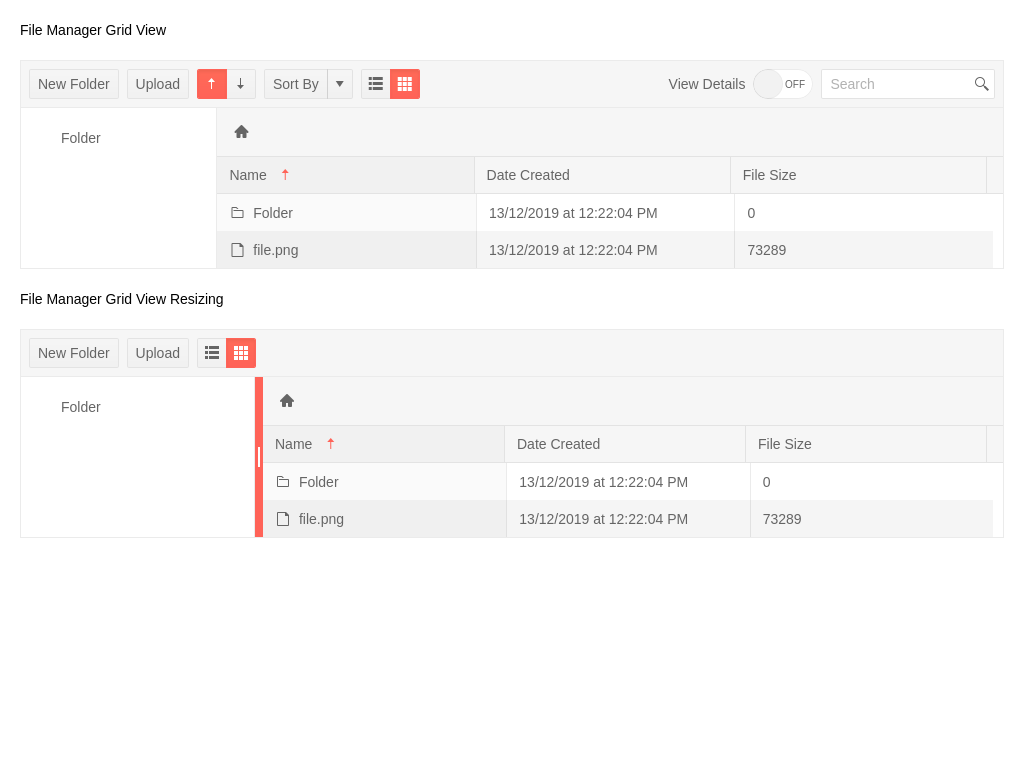 File Manager Grid View
New Folder Upload Sort By View Details OFF Search
Folder
Name Date Created File Size
Folder 13/12/2019 at 12:22:04 PM 0
file.png 13/12/2019 at 12:22:04 PM 73289
File Manager Grid View Resizing
New Folder Upload
Folder
Name Date Created File Size
Folder 13/12/2019 at 12:22:04 PM 0
file.png 13/12/2019 at 12:22:04 PM 73289